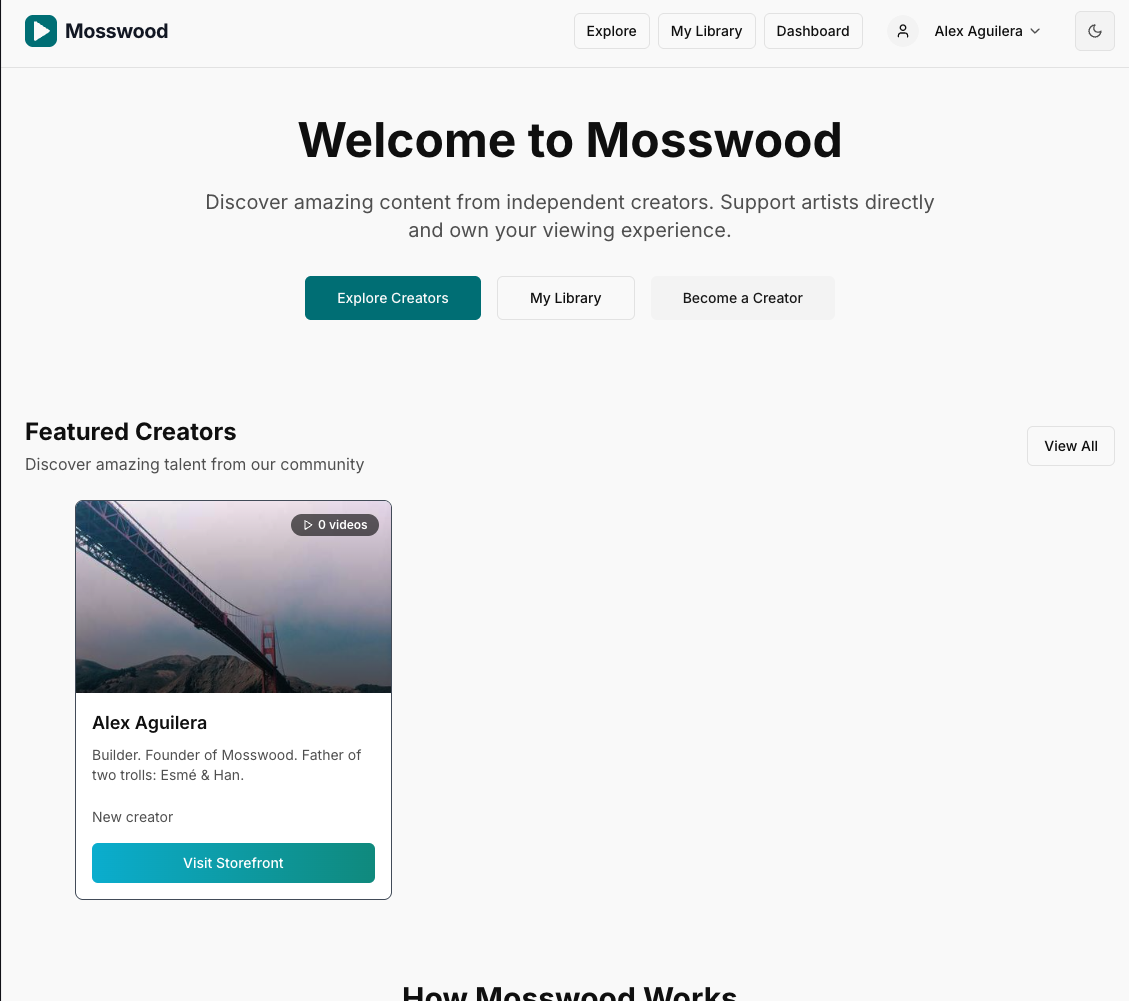 Mosswood
Explore
My Library
Dashboard
Alex Aguilera
Welcome to Mosswood
Discover amazing content from independent creators. Support artists directly
and own your viewing experience.
Explore Creators
My Library
Become a Creator
Featured Creators
Discover amazing talent from our community
View All
0 videos
Alex Aguilera
Builder. Founder of Mosswood. Father of
two trolls: Esmé & Han.
New creator
Visit Storefront
How Mosswood Works